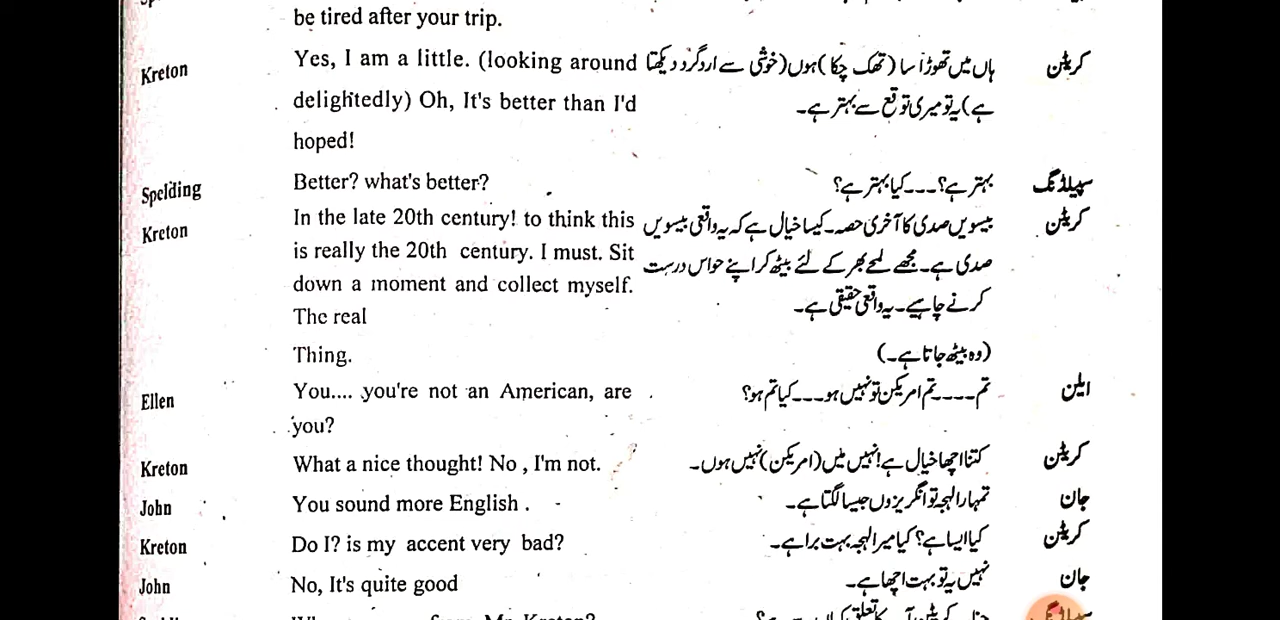 be tired after your trip.
Kreton Yes, I am a little. (looking around ہاں میں تھوڑا سا (تھک چکا) ہوں (خوشی سے اردگرد دیکھتا کریٹن
delightedly) Oh, It's better than I'd ہے) یہ تو میری توقع سے بہتر ہے۔
hoped!
Spelding Better? what's better? بہتر ہے؟۔۔۔کیا بہتر ہے؟ سپیلڈنگ
Kreton In the late 20th century! to think this بیسویں صدی کا آخری حصہ۔ کیسا خیال ہے کہ یہ واقعی بیسویں کریٹن
is really the 20th century. I must. Sit صدی ہے۔ مجھے لمحے بھر کے لئے بیٹھ کر اپنے حواس درست
down a moment and collect myself. کرنے چاہیے۔ یہ واقعی حقیقی ہے۔
The real
Thing. (وہ بیٹھ جاتا ہے۔)
Ellen You.... you're not an American, are تم۔۔۔۔تم امریکن تو نہیں ہو۔۔۔کیا تم ہو؟ ایلن
you?
Kreton What a nice thought! No , I'm not. کتنا اچھا خیال ہے! نہیں میں (امریکن) نہیں ہوں۔ کریٹن
John You sound more English . تمہارا لہجہ تو انگریزوں جیسا لگتا ہے۔ جان
Kreton Do I? is my accent very bad? کیا ایسا ہے؟ کیا میرا لہجہ بہت برا ہے۔ کریٹن
John No, It's quite good نہیں یہ تو بہت اچھا ہے۔ جان